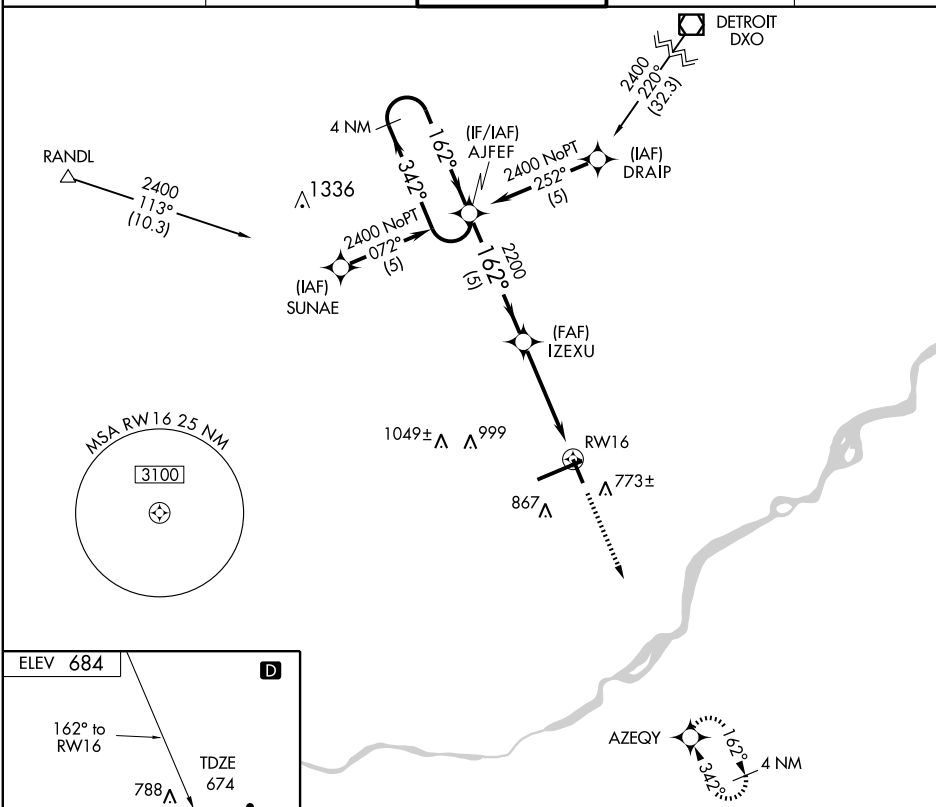 DETROIT
DXO
2400
220°
(32.3)
4 NM
162°
342°
(IF/IAF)
AJFEF
2400 NoPT
252°
(5)
(IAF)
DRAIP
RANDL
2400
113°
(10.3)
1336
2400 NoPT
072°
(5)
(IAF)
SUNAE
2200
162°
(5)
(FAF)
IZEXU
1049±
999
RW16
867
773±
MSA RW16 25 NM
3100
ELEV 684
D
162° to
RW16
TDZE
674
788
AZEQY
162°
342°
4 NM